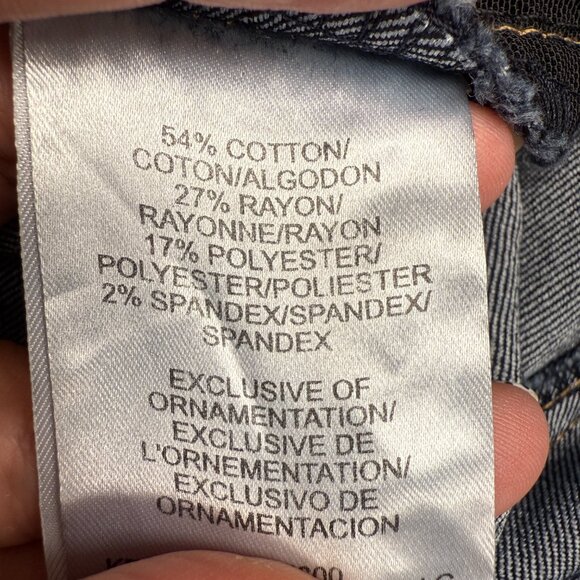 54% COTTON/
COTON/ALGODON
27% RAYON/
RAYONNE/RAYON
17% POLYESTER/
POLYESTER/POLIESTER
2% SPANDEX/SPANDEX/
SPANDEX
EXCLUSIVE OF
ORNAMENTATION/
EXCLUSIVE DE
L'ORNEMENTATION/
EXCLUSIVO DE
ORNAMENTACION